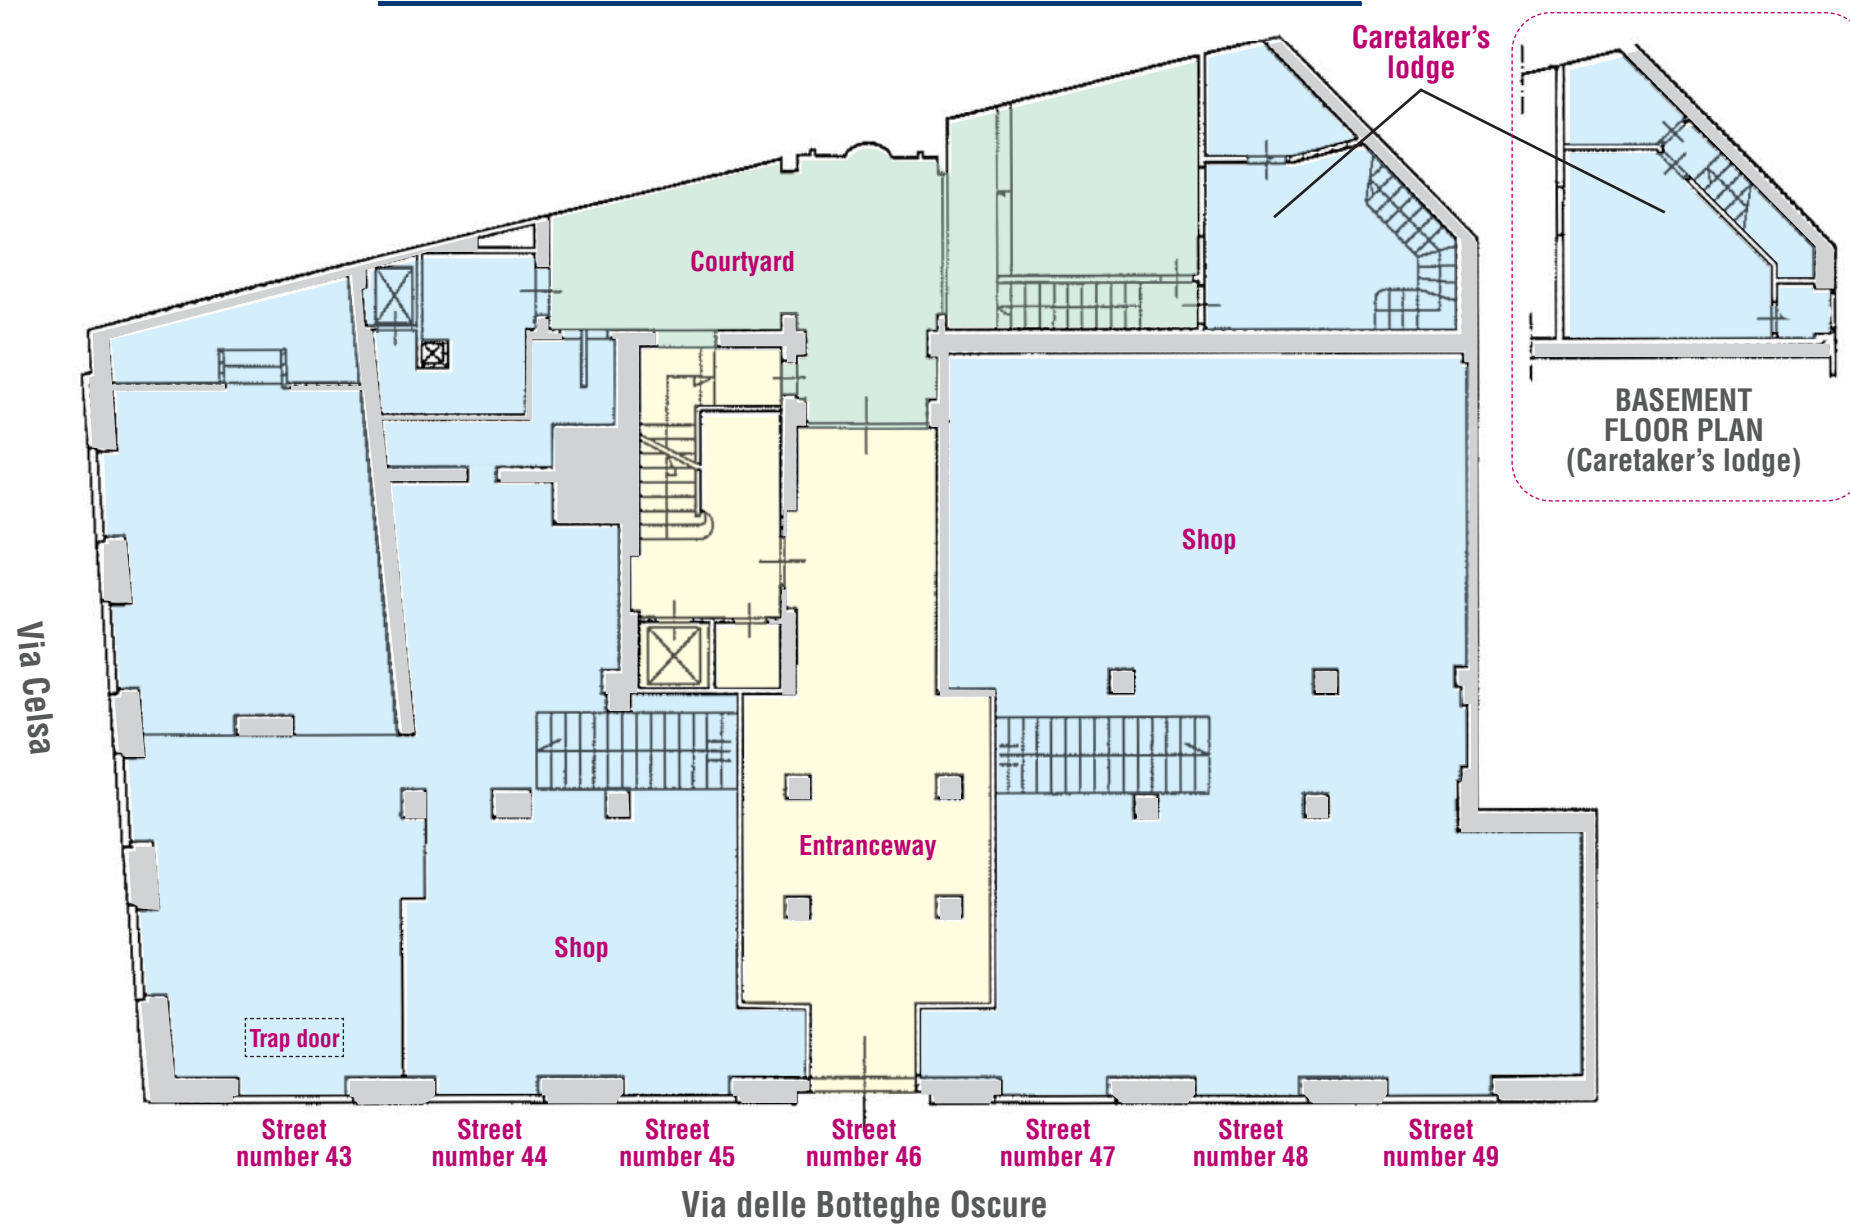 Caretaker's
lodge
Courtyard
BASEMENT
FLOOR PLAN
(Caretaker's lodge)
Shop
Via Celsa
Entranceway
Shop
Trap door
Street
number 43
Street
number 44
Street
number 45
Street
number 46
Street
number 47
Street
number 48
Street
number 49
Via delle Botteghe Oscure